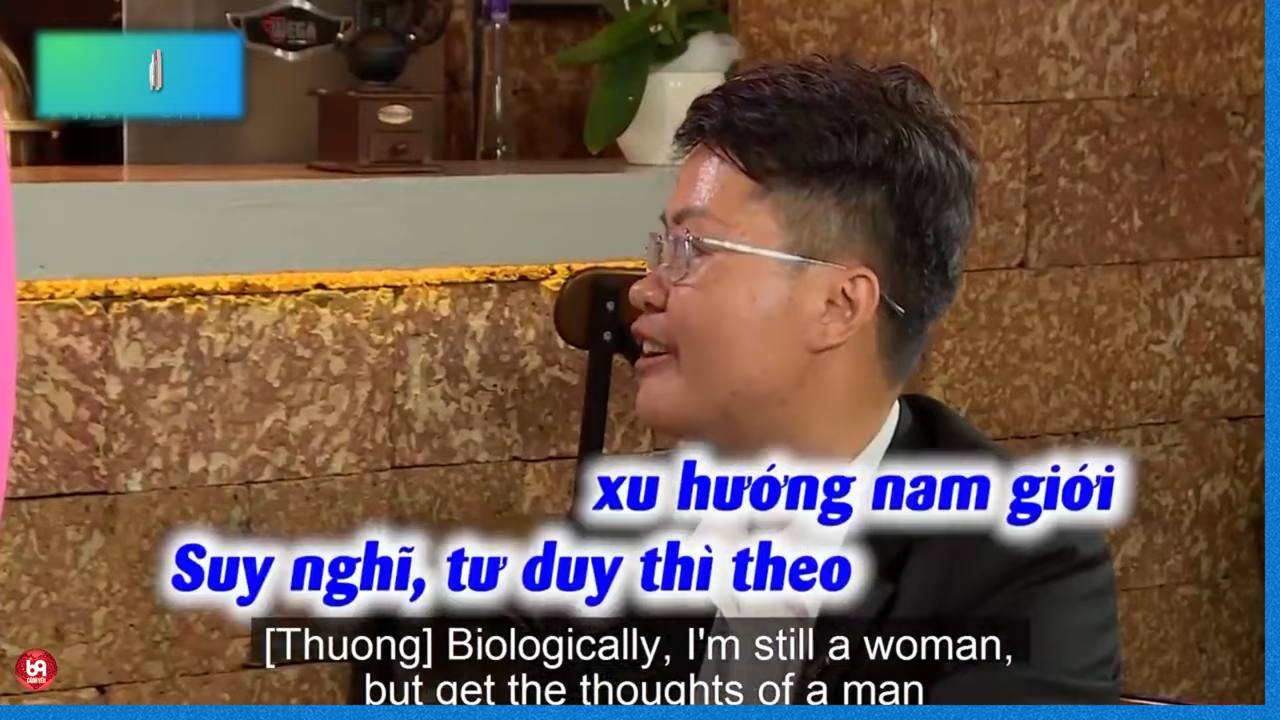 WEGA
xu hướng nam giới
Suy nghĩ, tư duy thì theo
[Thuong] Biologically, I'm still a woman,
but get the thoughts of a man